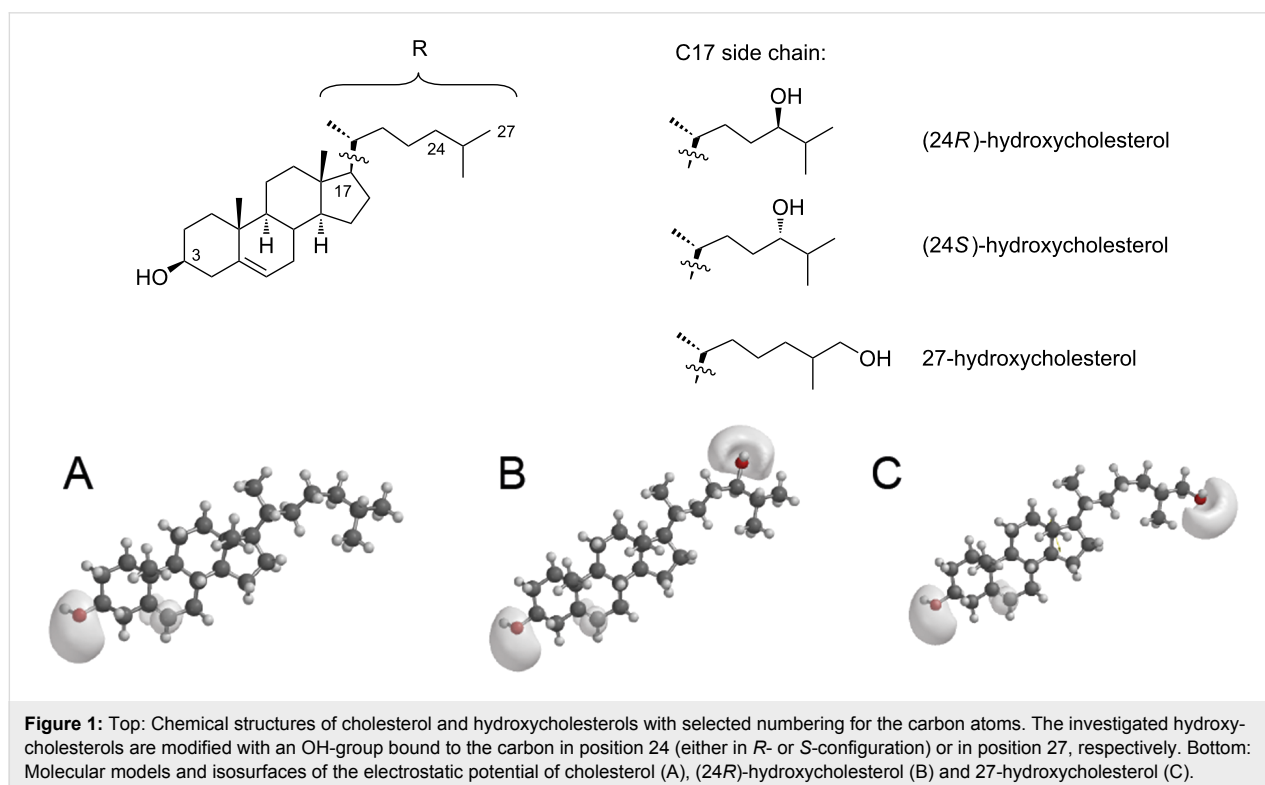 R
C17 side chain:
OH
27
24
(24R)-hydroxycholesterol
17
OH
H
H
3
(24S)-hydroxycholesterol
HO
OH
27-hydroxycholesterol
A
B
C
Figure 1: Top: Chemical structures of cholesterol and hydroxycholesterols with selected numbering for the carbon atoms. The investigated hydroxy-
cholesterols are modified with an OH-group bound to the carbon in position 24 (either in R- or S-configuration) or in position 27, respectively. Bottom:
Molecular models and isosurfaces of the electrostatic potential of cholesterol (A), (24R)-hydroxycholesterol (B) and 27-hydroxycholesterol (C).